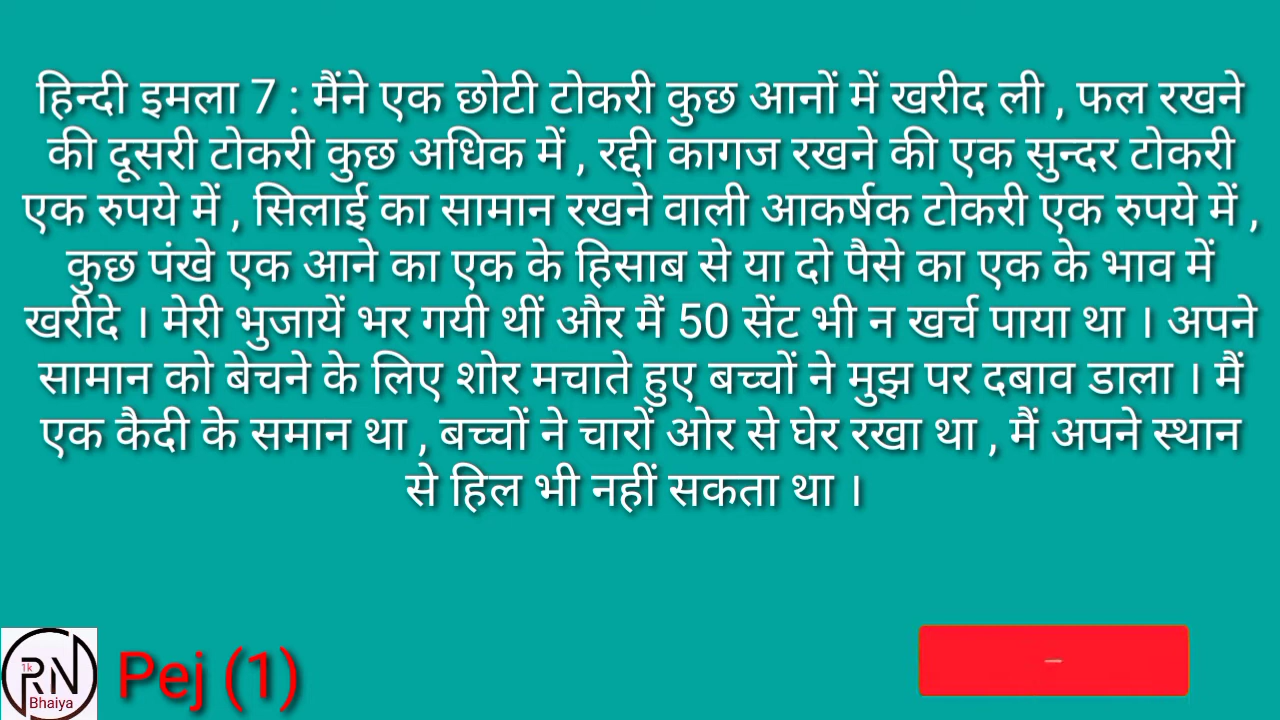 हिन्दी इमला 7 : मैंने एक छोटी टोकरी कुछ आनों में खरीद ली , फल रखने
की दूसरी टोकरी कुछ अधिक में , रद्दी कागज रखने की एक सुन्दर टोकरी
एक रुपये में , सिलाई का सामान रखने वाली आकर्षक टोकरी एक रुपये में ,
कुछ पंखे एक आने का एक के हिसाब से या दो पैसे का एक के भाव में
खरीदे । मेरी भुजायें भर गयी थीं और मैं 50 सेंट भी न खर्च पाया था । अपने
सामान को बेचने के लिए शोर मचाते हुए बच्चों ने मुझ पर दबाव डाला । मैं
एक कैदी के समान था , बच्चों ने चारों ओर से घेर रखा था , मैं अपने स्थान
से हिल भी नहीं सकता था ।
1k
RN
Bhaiya
Pej (1)